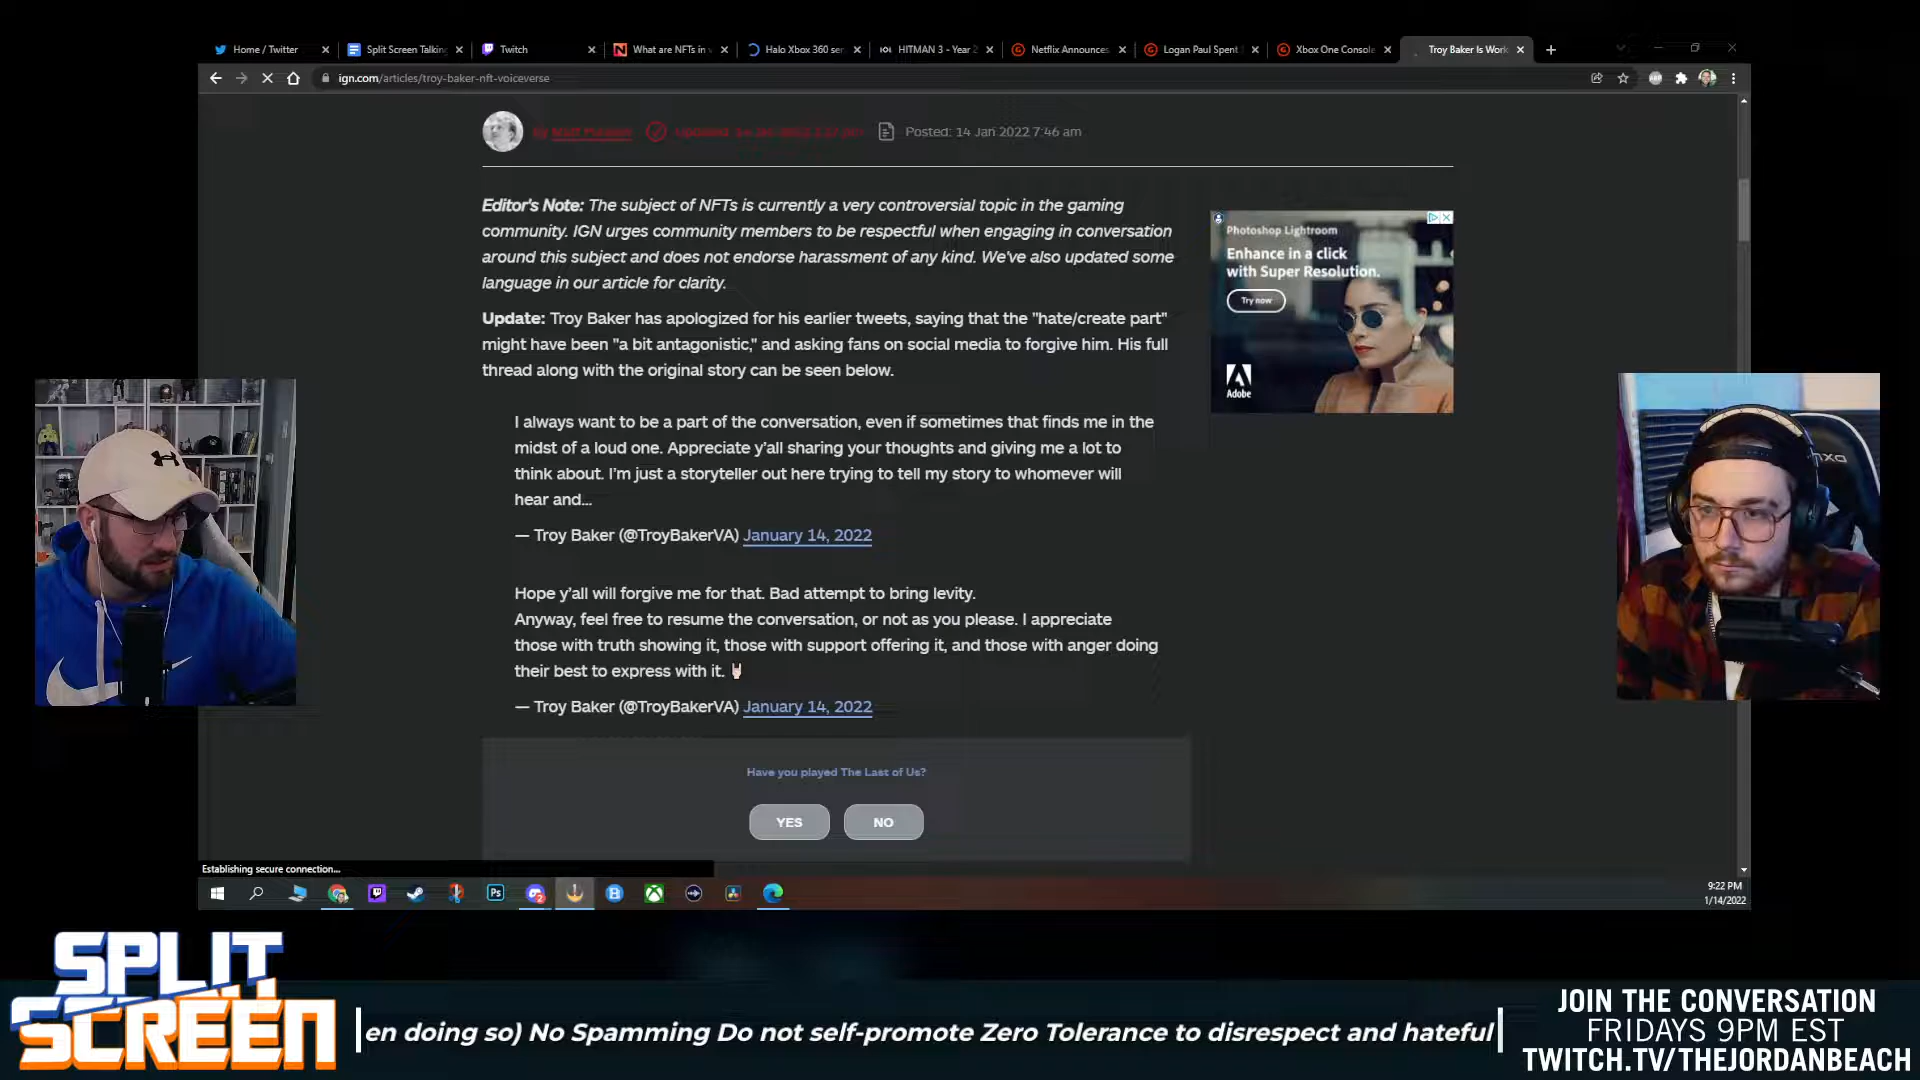 Home / Twitter
Split Screen Talking
Twitch
What are NFTs in v
Halo Xbox 360 ser
HITMAN 3 - Year 2
Netflix Announces
Logan Paul Spent
Xbox One Console
Troy Baker Is Work
ign.com/articles/troy-baker-nft-voiceverse
Posted: 14 Jan 2022 7:46 am
Editor's Note: The subject of NFTs is currently a very controversial topic in the gaming
community. IGN urges community members to be respectful when engaging in conversation
around this subject and does not endorse harassment of any kind. We've also updated some
language in our article for clarity.
Update: Troy Baker has apologized for his earlier tweets, saying that the "hate/create part"
might have been "a bit antagonistic," and asking fans on social media to forgive him. His full
thread along with the original story can be seen below.
I always want to be a part of the conversation, even if sometimes that finds me in the
midst of a loud one. Appreciate y'all sharing your thoughts and giving me a lot to
think about. I'm just a storyteller out here trying to tell my story to whomever will
hear and...
— Troy Baker (@TroyBakerVA) January 14, 2022
Hope y'all will forgive me for that. Bad attempt to bring levity.
Anyway, feel free to resume the conversation, or not as you please. I appreciate
those with truth showing it, those with support offering it, and those with anger doing
their best to express with it. 🤘🏻
— Troy Baker (@TroyBakerVA) January 14, 2022
Have you played The Last of Us?
YES
NO
Photoshop Lightroom
Enhance in a click
with Super Resolution.
Try now
Adobe
Establishing secure connection...
Ps
9:22 PM
1/14/2022
SPLIT
SCREEN
en doing so) No Spamming Do not self-promote Zero Tolerance to disrespect and hateful
JOIN THE CONVERSATION
FRIDAYS 9PM EST
TWITCH.TV/THEJORDANBEACH